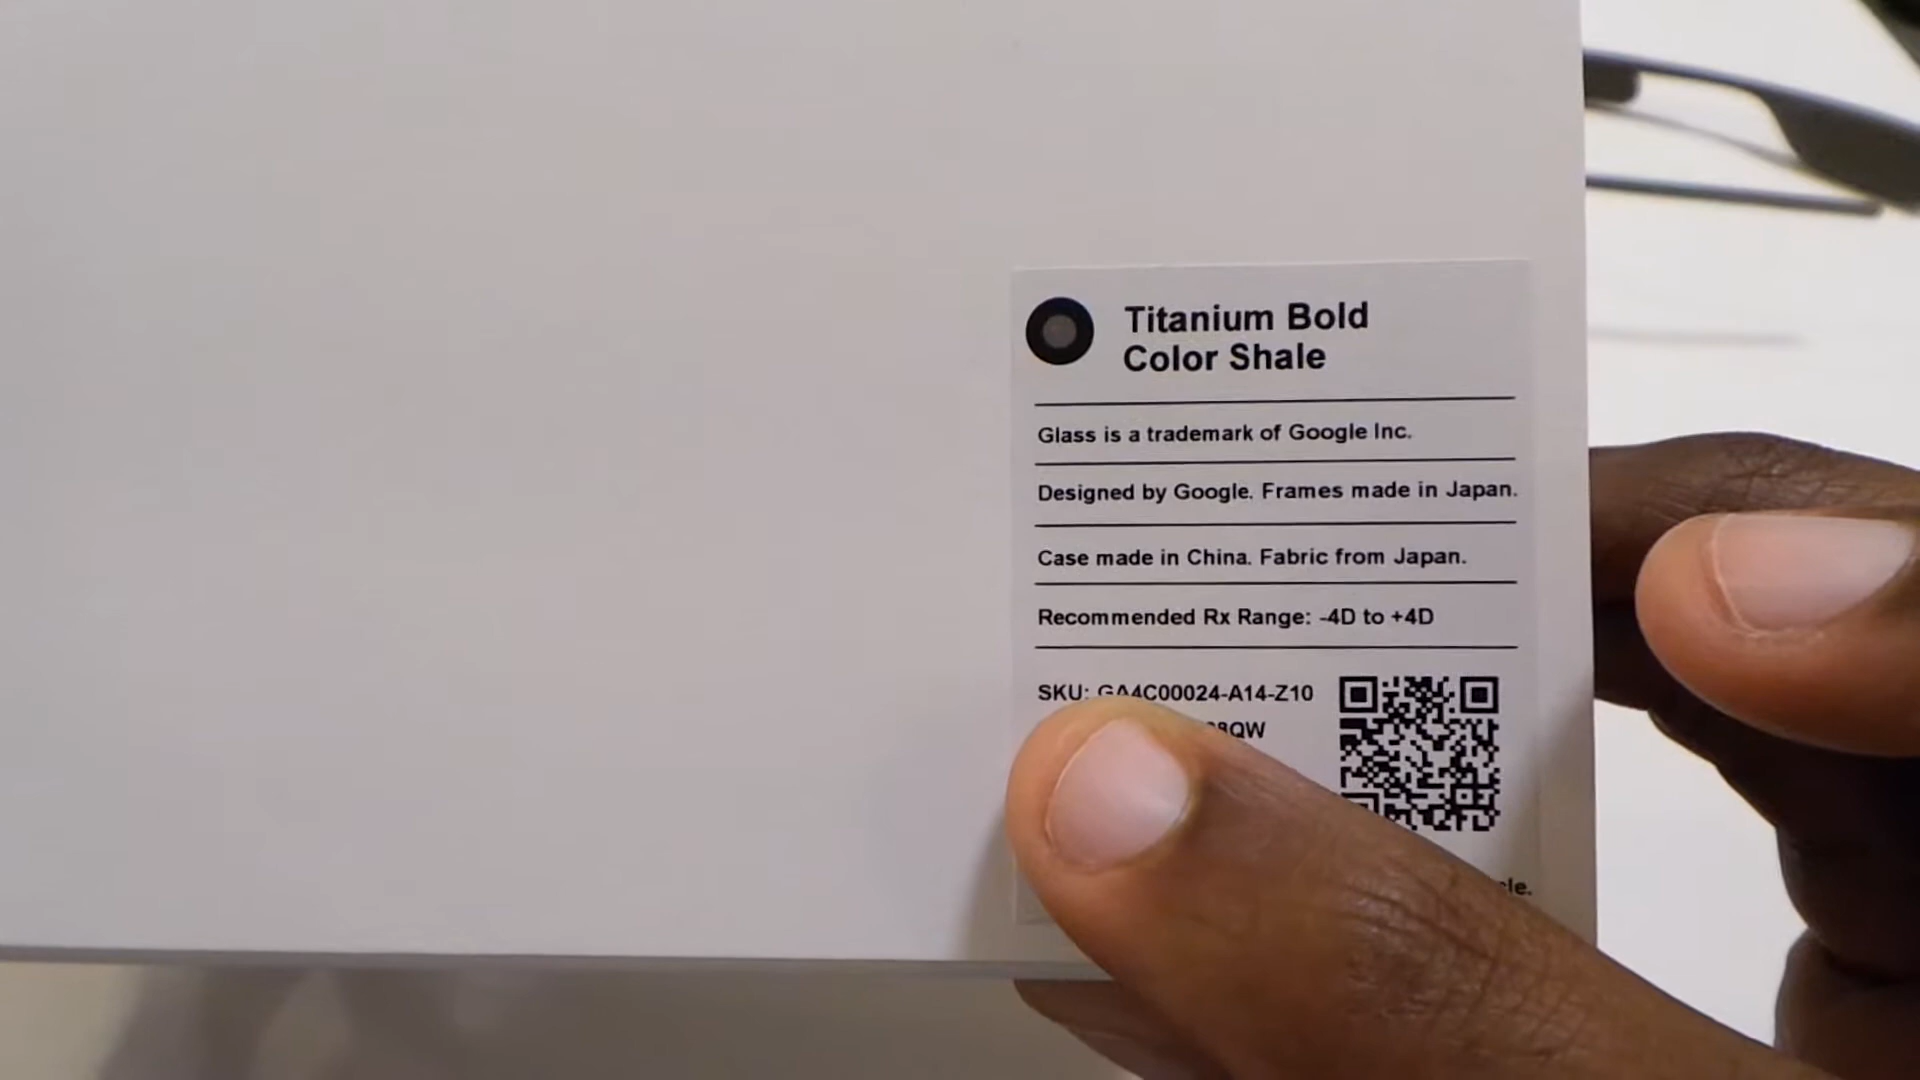 Titanium Bold
Color Shale
Glass is a trademark of Google Inc.
Designed by Google. Frames made in Japan.
Case made in China. Fabric from Japan.
Recommended Rx Range: -4D to +4D
SKU: GA4C00024-A14-Z10